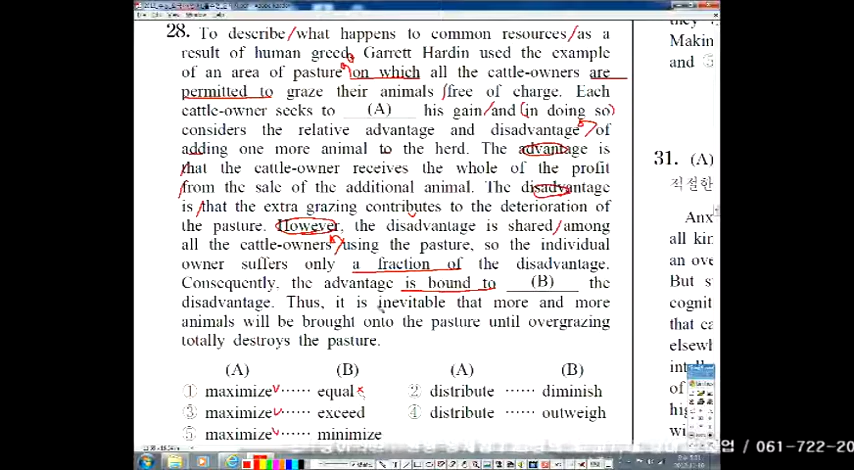 28. To describe what happens to common resources as a
result of human greed, Garrett Hardin used the example
of an area of pasture on which all the cattle-owners are
permitted to graze their animals free of charge. Each
cattle-owner seeks to (A) his gain and (in doing so)
considers the relative advantage and disadvantage of
adding one more animal to the herd. The advantage is
that the cattle-owner receives the whole of the profit
from the sale of the additional animal. The disadvantage
is that the extra grazing contributes to the deterioration of
the pasture. However, the disadvantage is shared among
all the cattle-owners using the pasture, so the individual
owner suffers only a fraction of the disadvantage.
Consequently, the advantage is bound to (B) the
disadvantage. Thus, it is inevitable that more and more
animals will be brought onto the pasture until overgrazing
totally destroys the pasture.
(A) (B) (A) (B)
① maximize ······ equal ② distribute ······ diminish
③ maximize ······ exceed ④ distribute ······ outweigh
⑤ maximize ······ minimize
Makin
and ⑤
31. (A)
적절한
Anx
all kin
an ove
But s
cognit
that ca
elsewh
of
/ 061-722-20